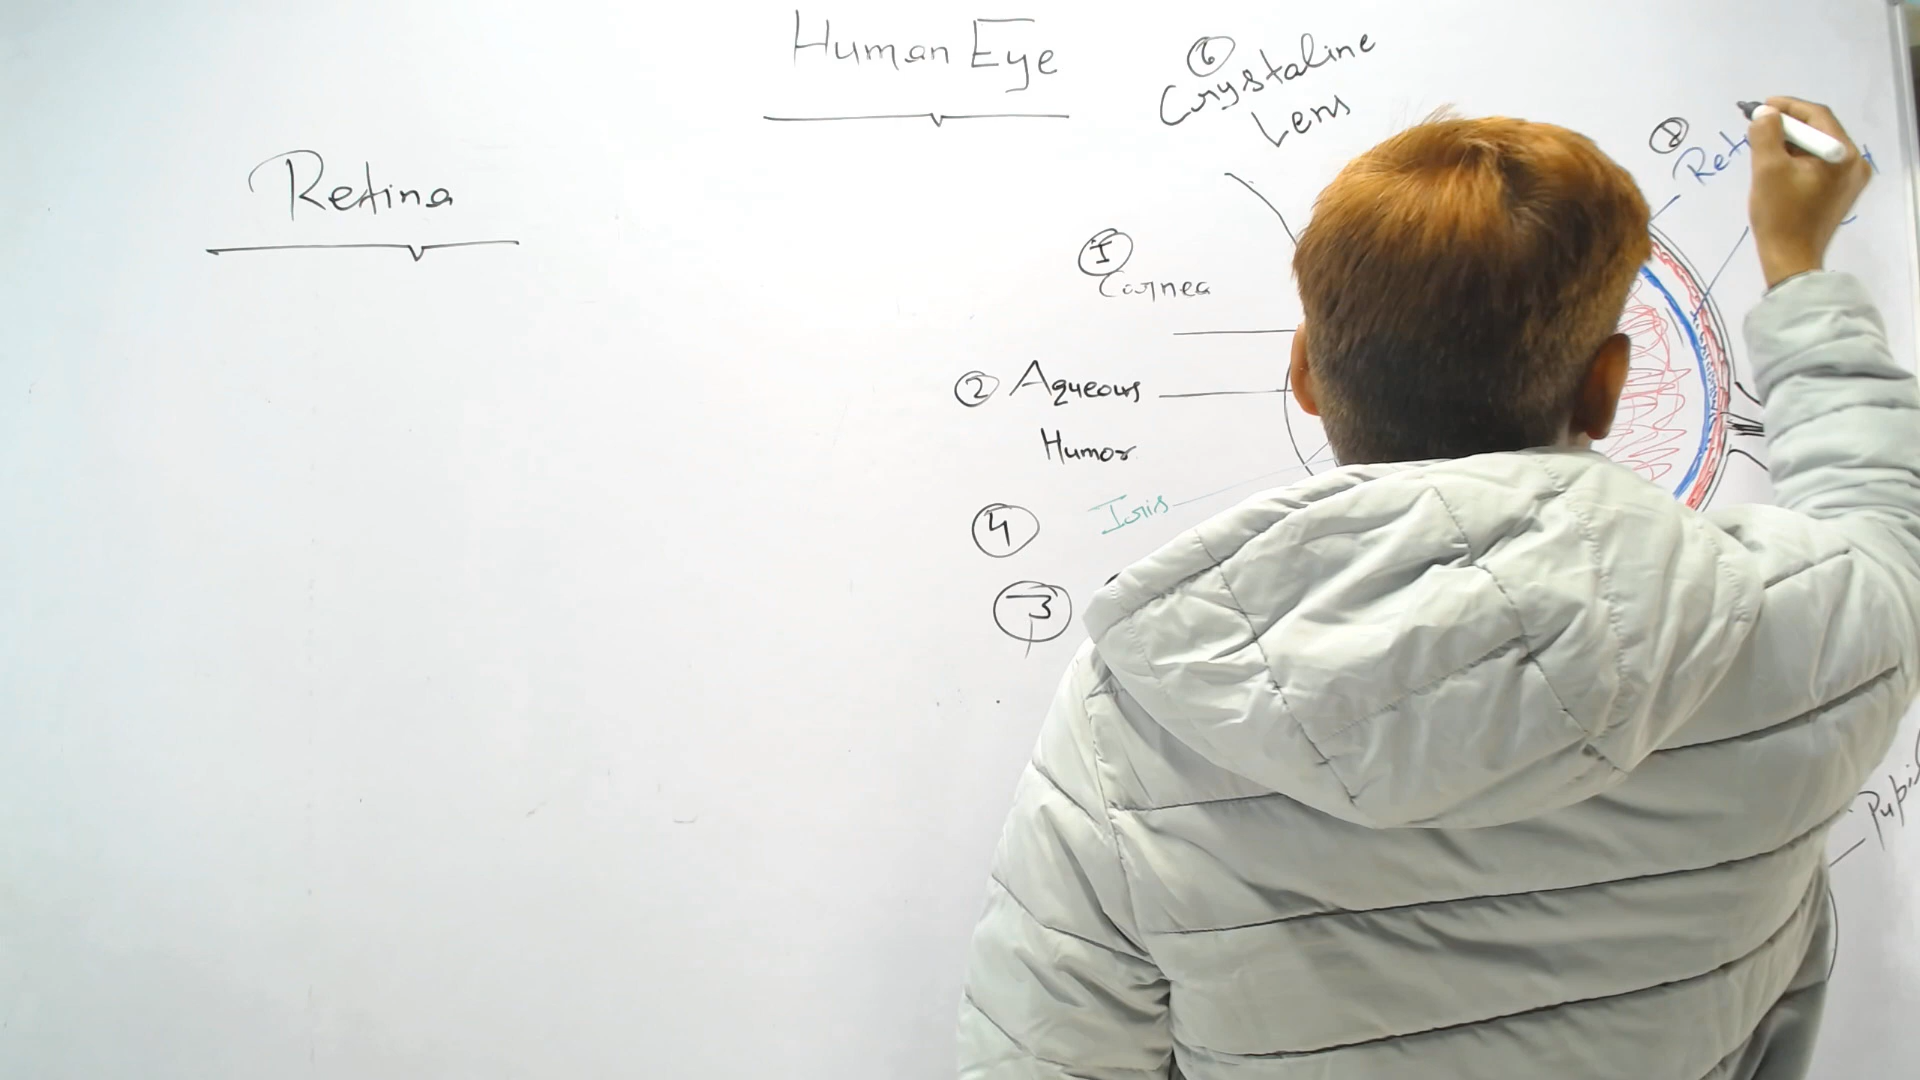 Human Eye
Retina
6
Crystaline
Lens
8
1
Cornea
2 Aqueous
Humor
4
Iris
3